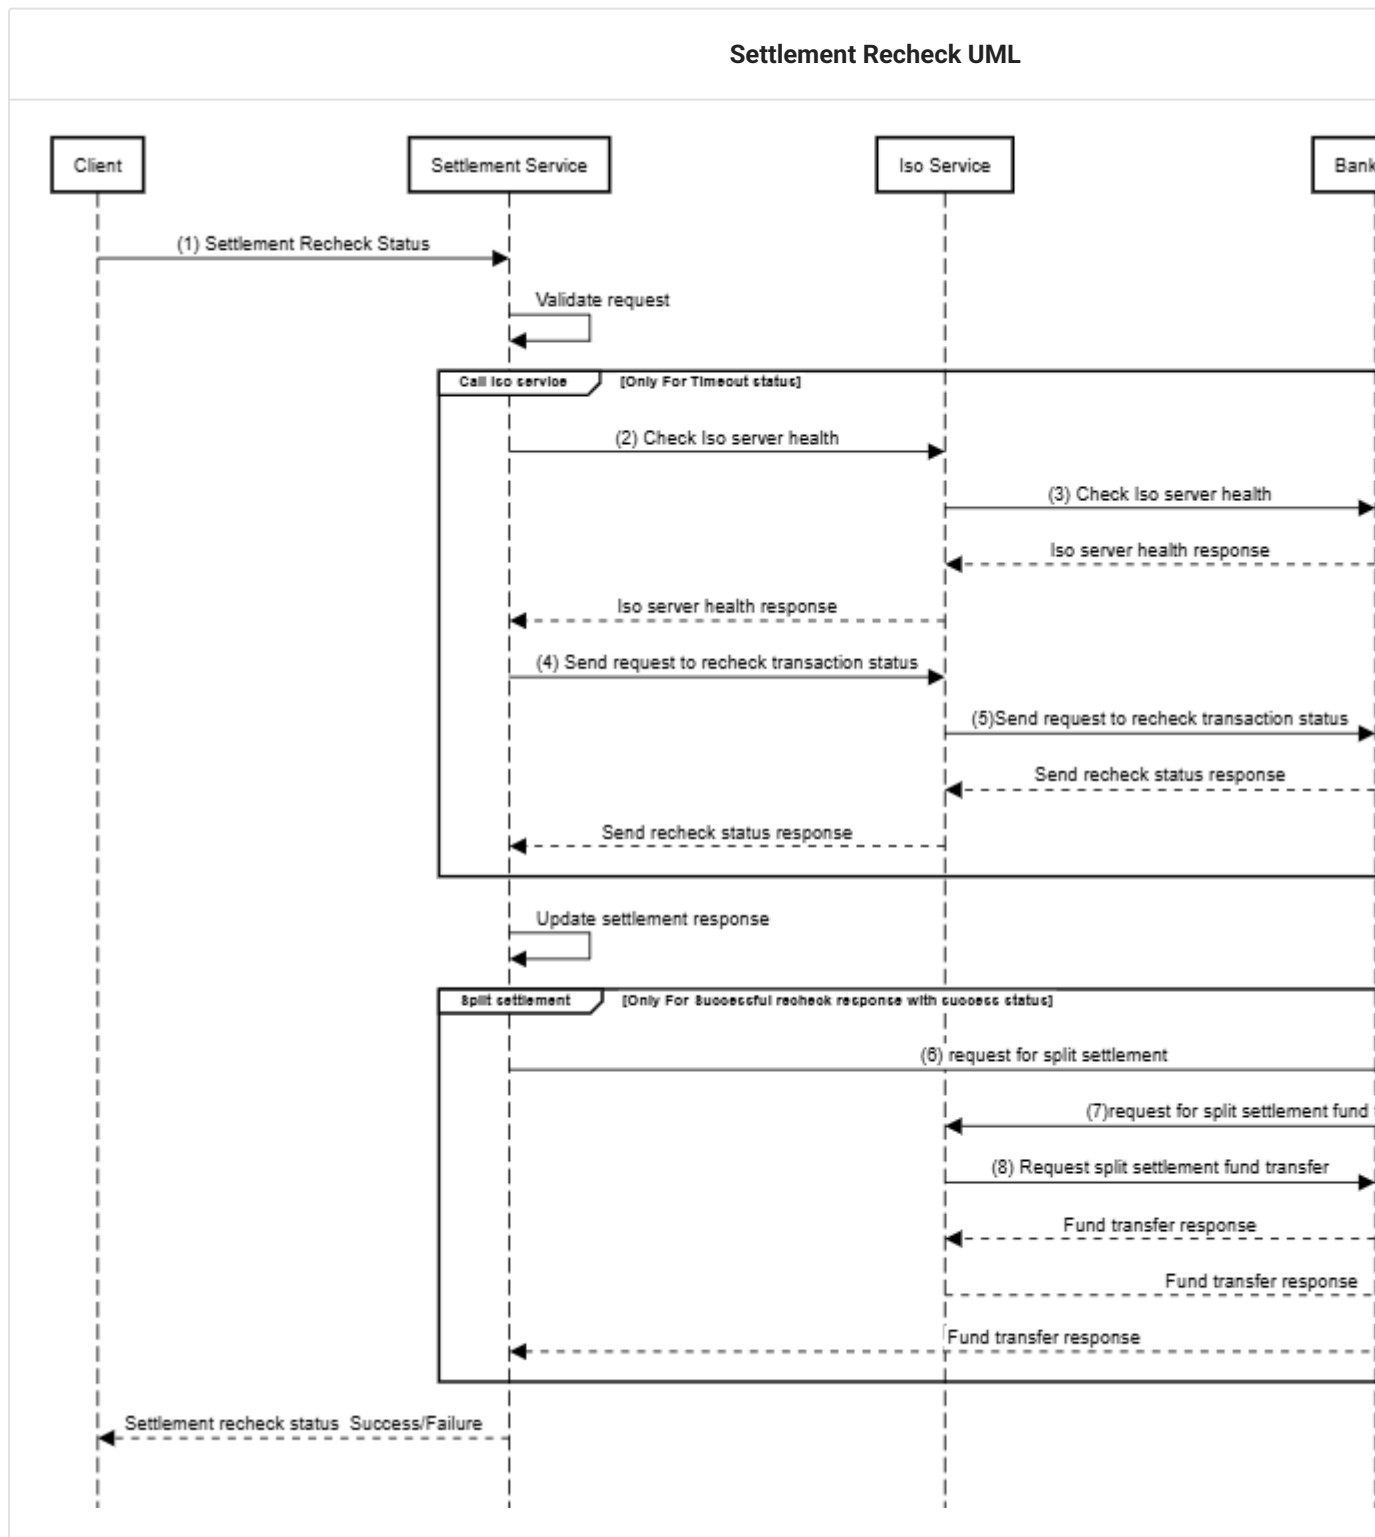 Settlement Recheck UML
Client
Settlement Service
Iso Service
Bank
(1) Settlement Recheck Status
Validate request
Call Iso service
[Only For Timeout status]
(2) Check Iso server health
(3) Check Iso server health
Iso server health response
Iso server health response
(4) Send request to recheck transaction status
(5)Send request to recheck transaction status
Send recheck status response
Send recheck status response
Update settlement response
Split settlement
[Only For Successful recheck response with success status]
(6) request for split settlement
(7)request for split settlement fund
(8) Request split settlement fund transfer
Fund transfer response
Fund transfer response
Fund transfer response
Settlement recheck status  Success/Failure